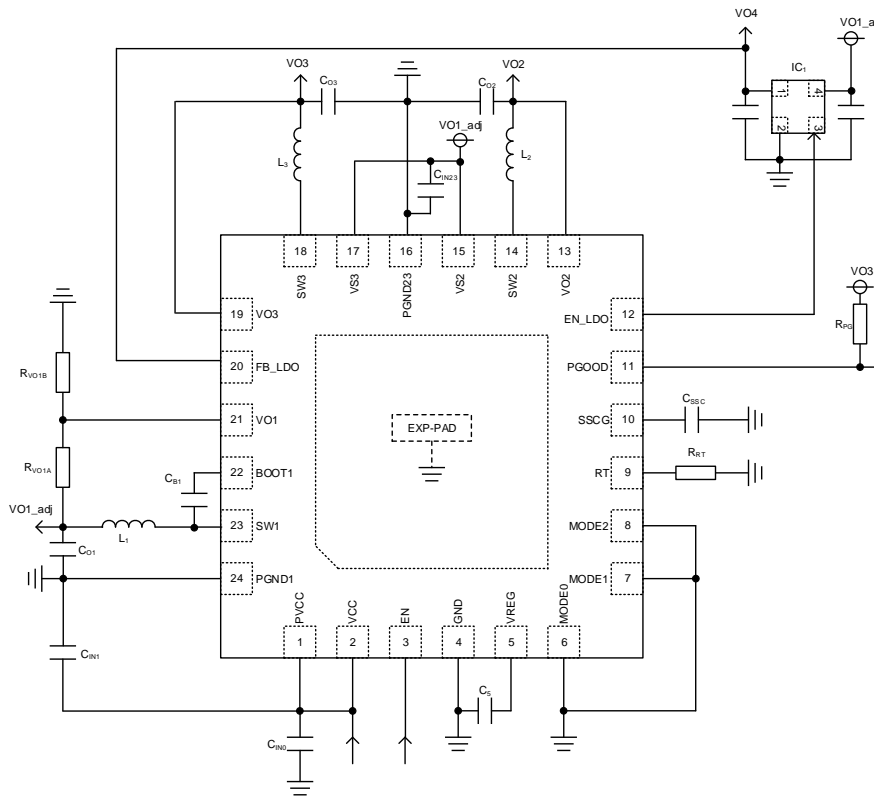 VO4
VO1_a
IC1
1
4
2
3
VO3
CO3
CO2
VO2
VO1_adj
L3
L2
CIN23
18
17
16
15
14
13
SW3
VS3
PGND23
VS2
SW2
VO2
19
VO3
20
FB_LDO
21
VO1
22
BOOT1
23
SW1
24
PGND1
12
EN_LDO
11
PGOOD
10
SSCG
9
RT
8
MODE2
7
MODE1
VO3
RPG
CSSC
RRT
RVO1B
RVO1A
CB1
VO1_adj
L1
CO1
CIN1
EXP-PAD
PVCC
VCC
EN
GND
VREG
MODE0
1
2
3
4
5
6
C5
CIN0